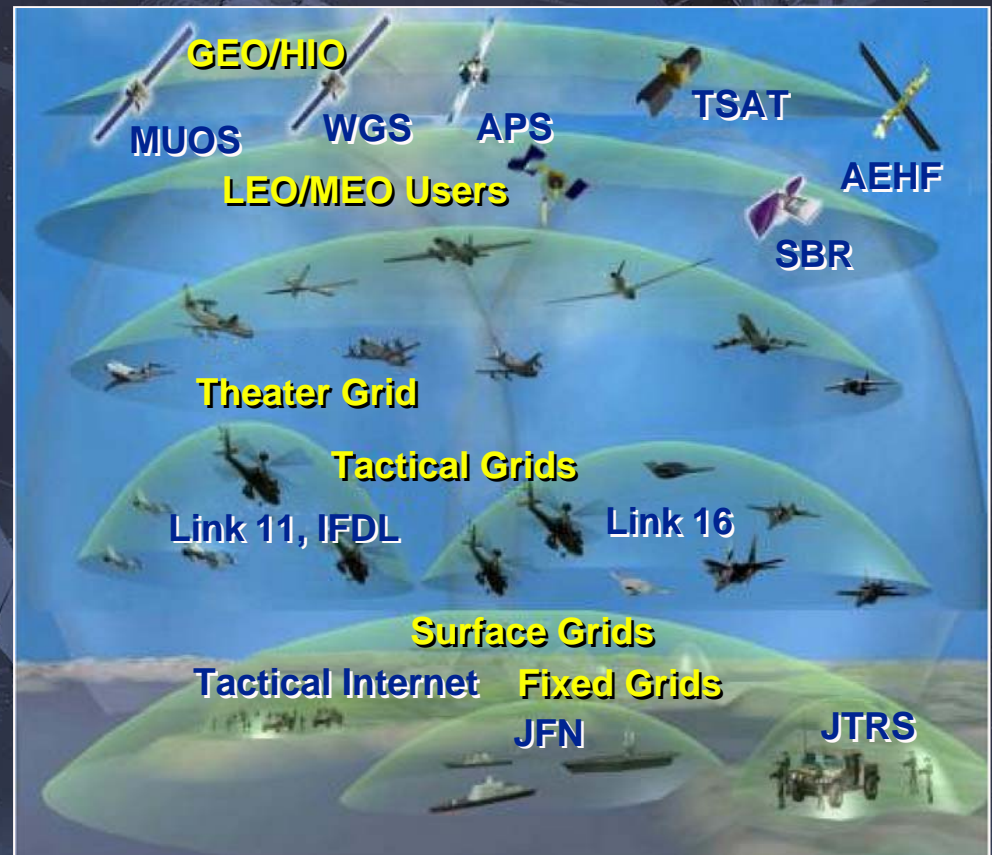 GEO/HIO
MUOS
WGS
APS
TSAT
AEHF
LEO/MEO Users
SBR
Theater Grid
Tactical Grids
Link 11, IFDL
Link 16
Surface Grids
Tactical Internet
Fixed Grids
JFN
JTRS